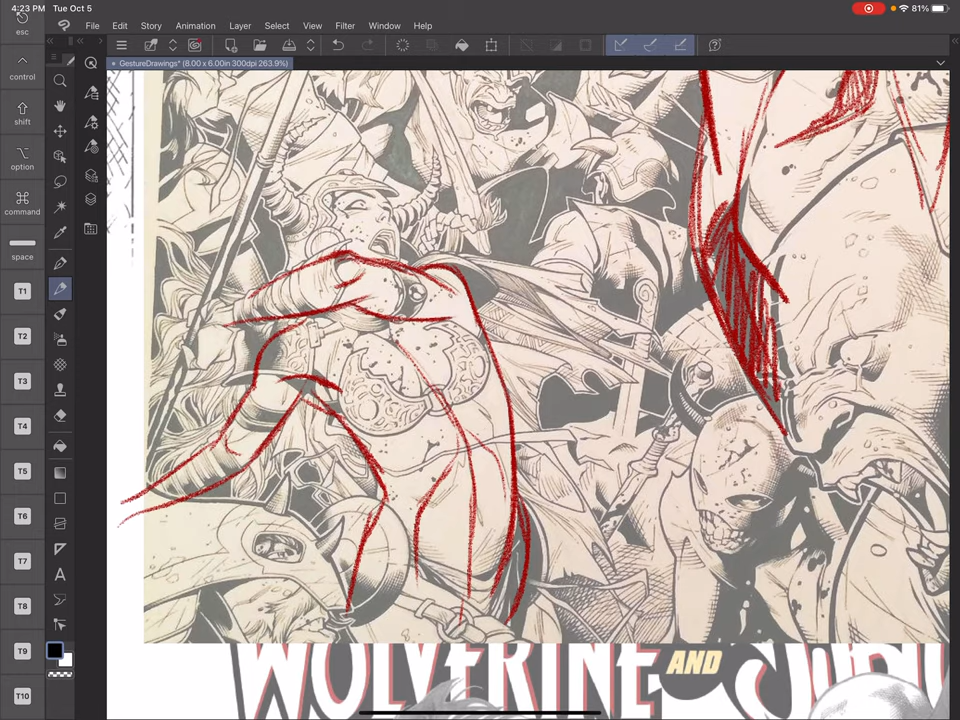 4:23 PM Tue Oct 5
81%
File Edit Story Animation Layer Select View Filter Window Help
esc
control
shift
option
command
space
T1
T2
T3
T4
T5
T6
T7
T8
T9
T10
GestureDrawings* (8.00 x 6.00in 300dpi 263.9%)
WOLVERINE AND